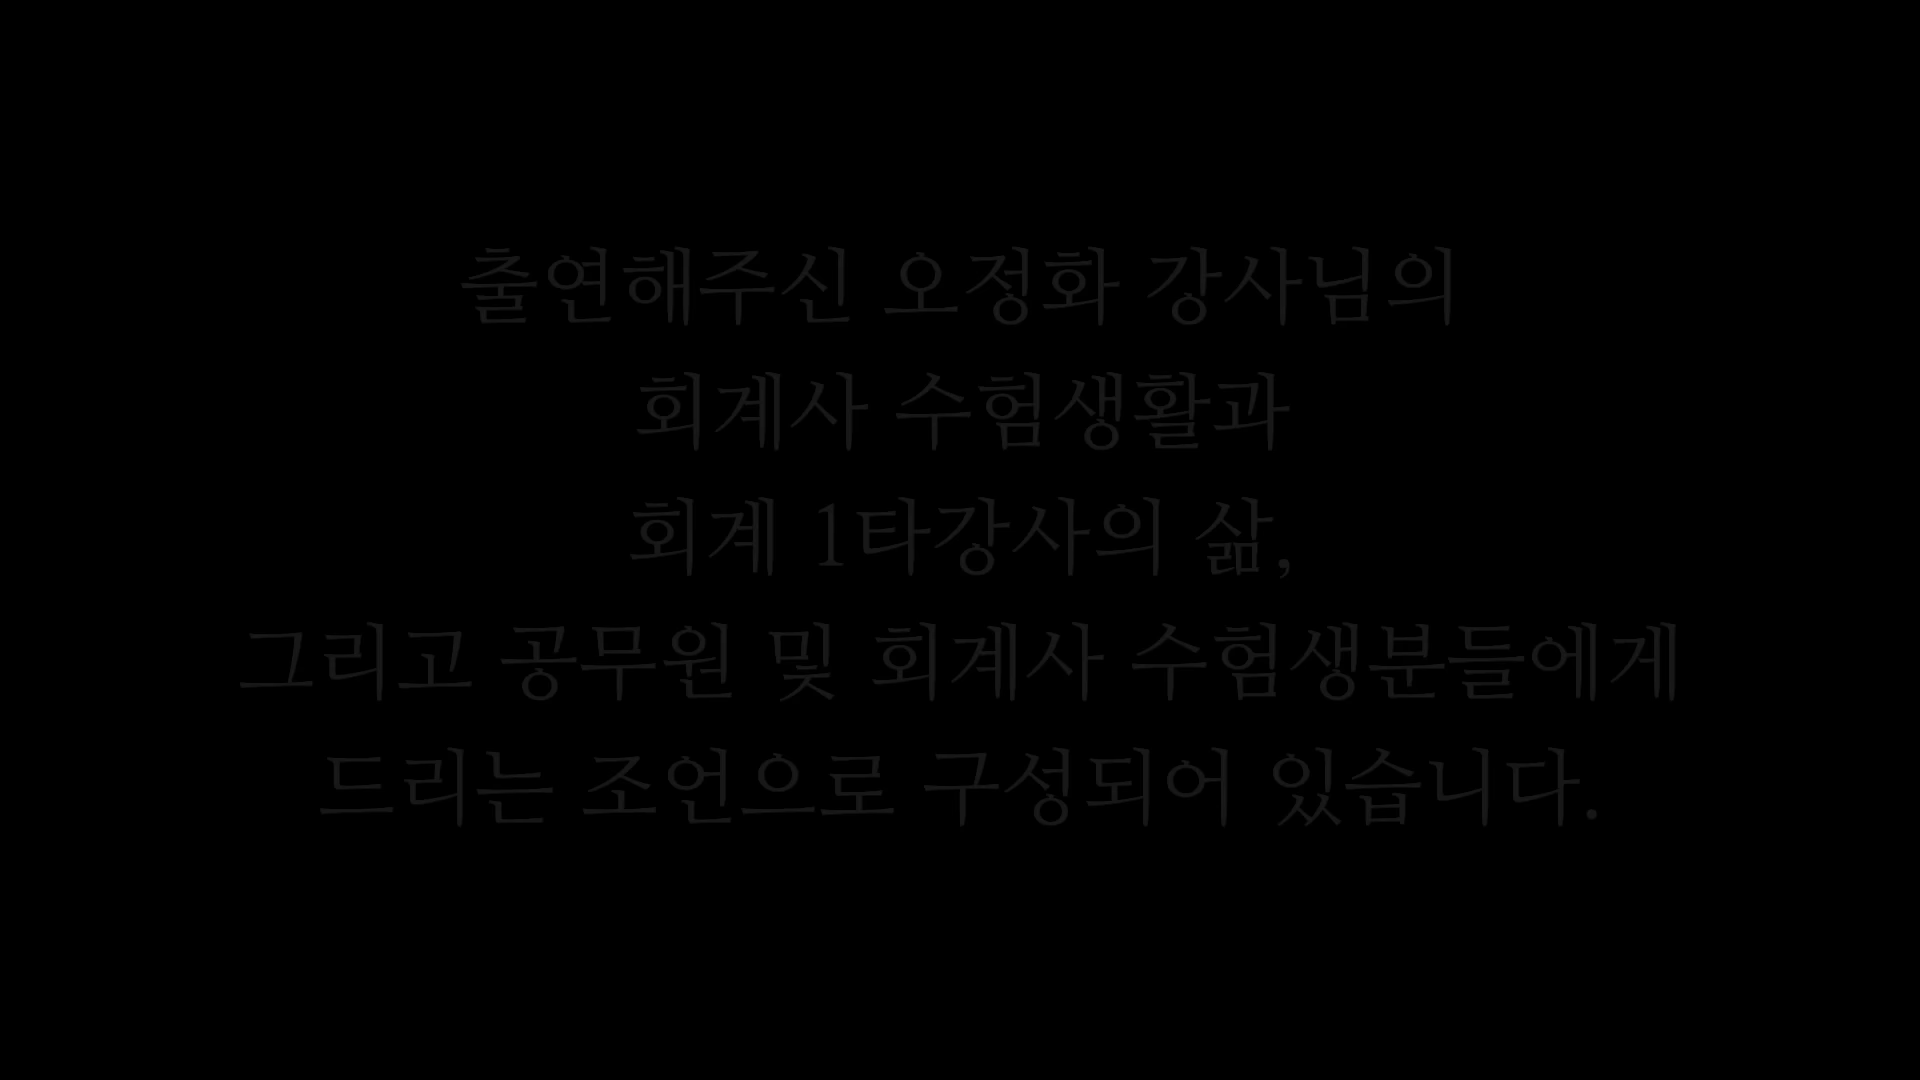 출연해주신 오정화 강사님의
회계사 수험생활과
회계 1타강사의 삶,
그리고 공무원 및 회계사 수험생분들에게
드리는 조언으로 구성되어 있습니다.